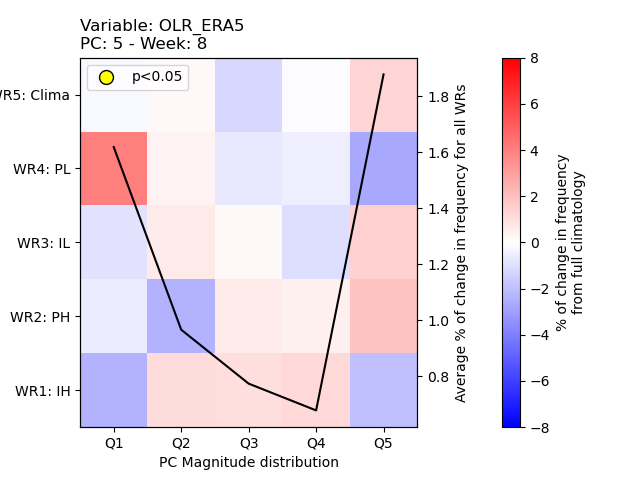 Variable: OLR_ERA5
PC: 5 - Week: 8
p<0.05
WR5: Clima
WR4: PL
WR3: IL
WR2: PH
WR1: IH
Q1 Q2 Q3 Q4 Q5
PC Magnitude distribution
1.8
1.6
1.4
1.2
1.0
0.8
Average % of change in frequency for all WRs
8
6
4
2
0
−2
−4
−6
−8
% of change in frequency
from full climatology